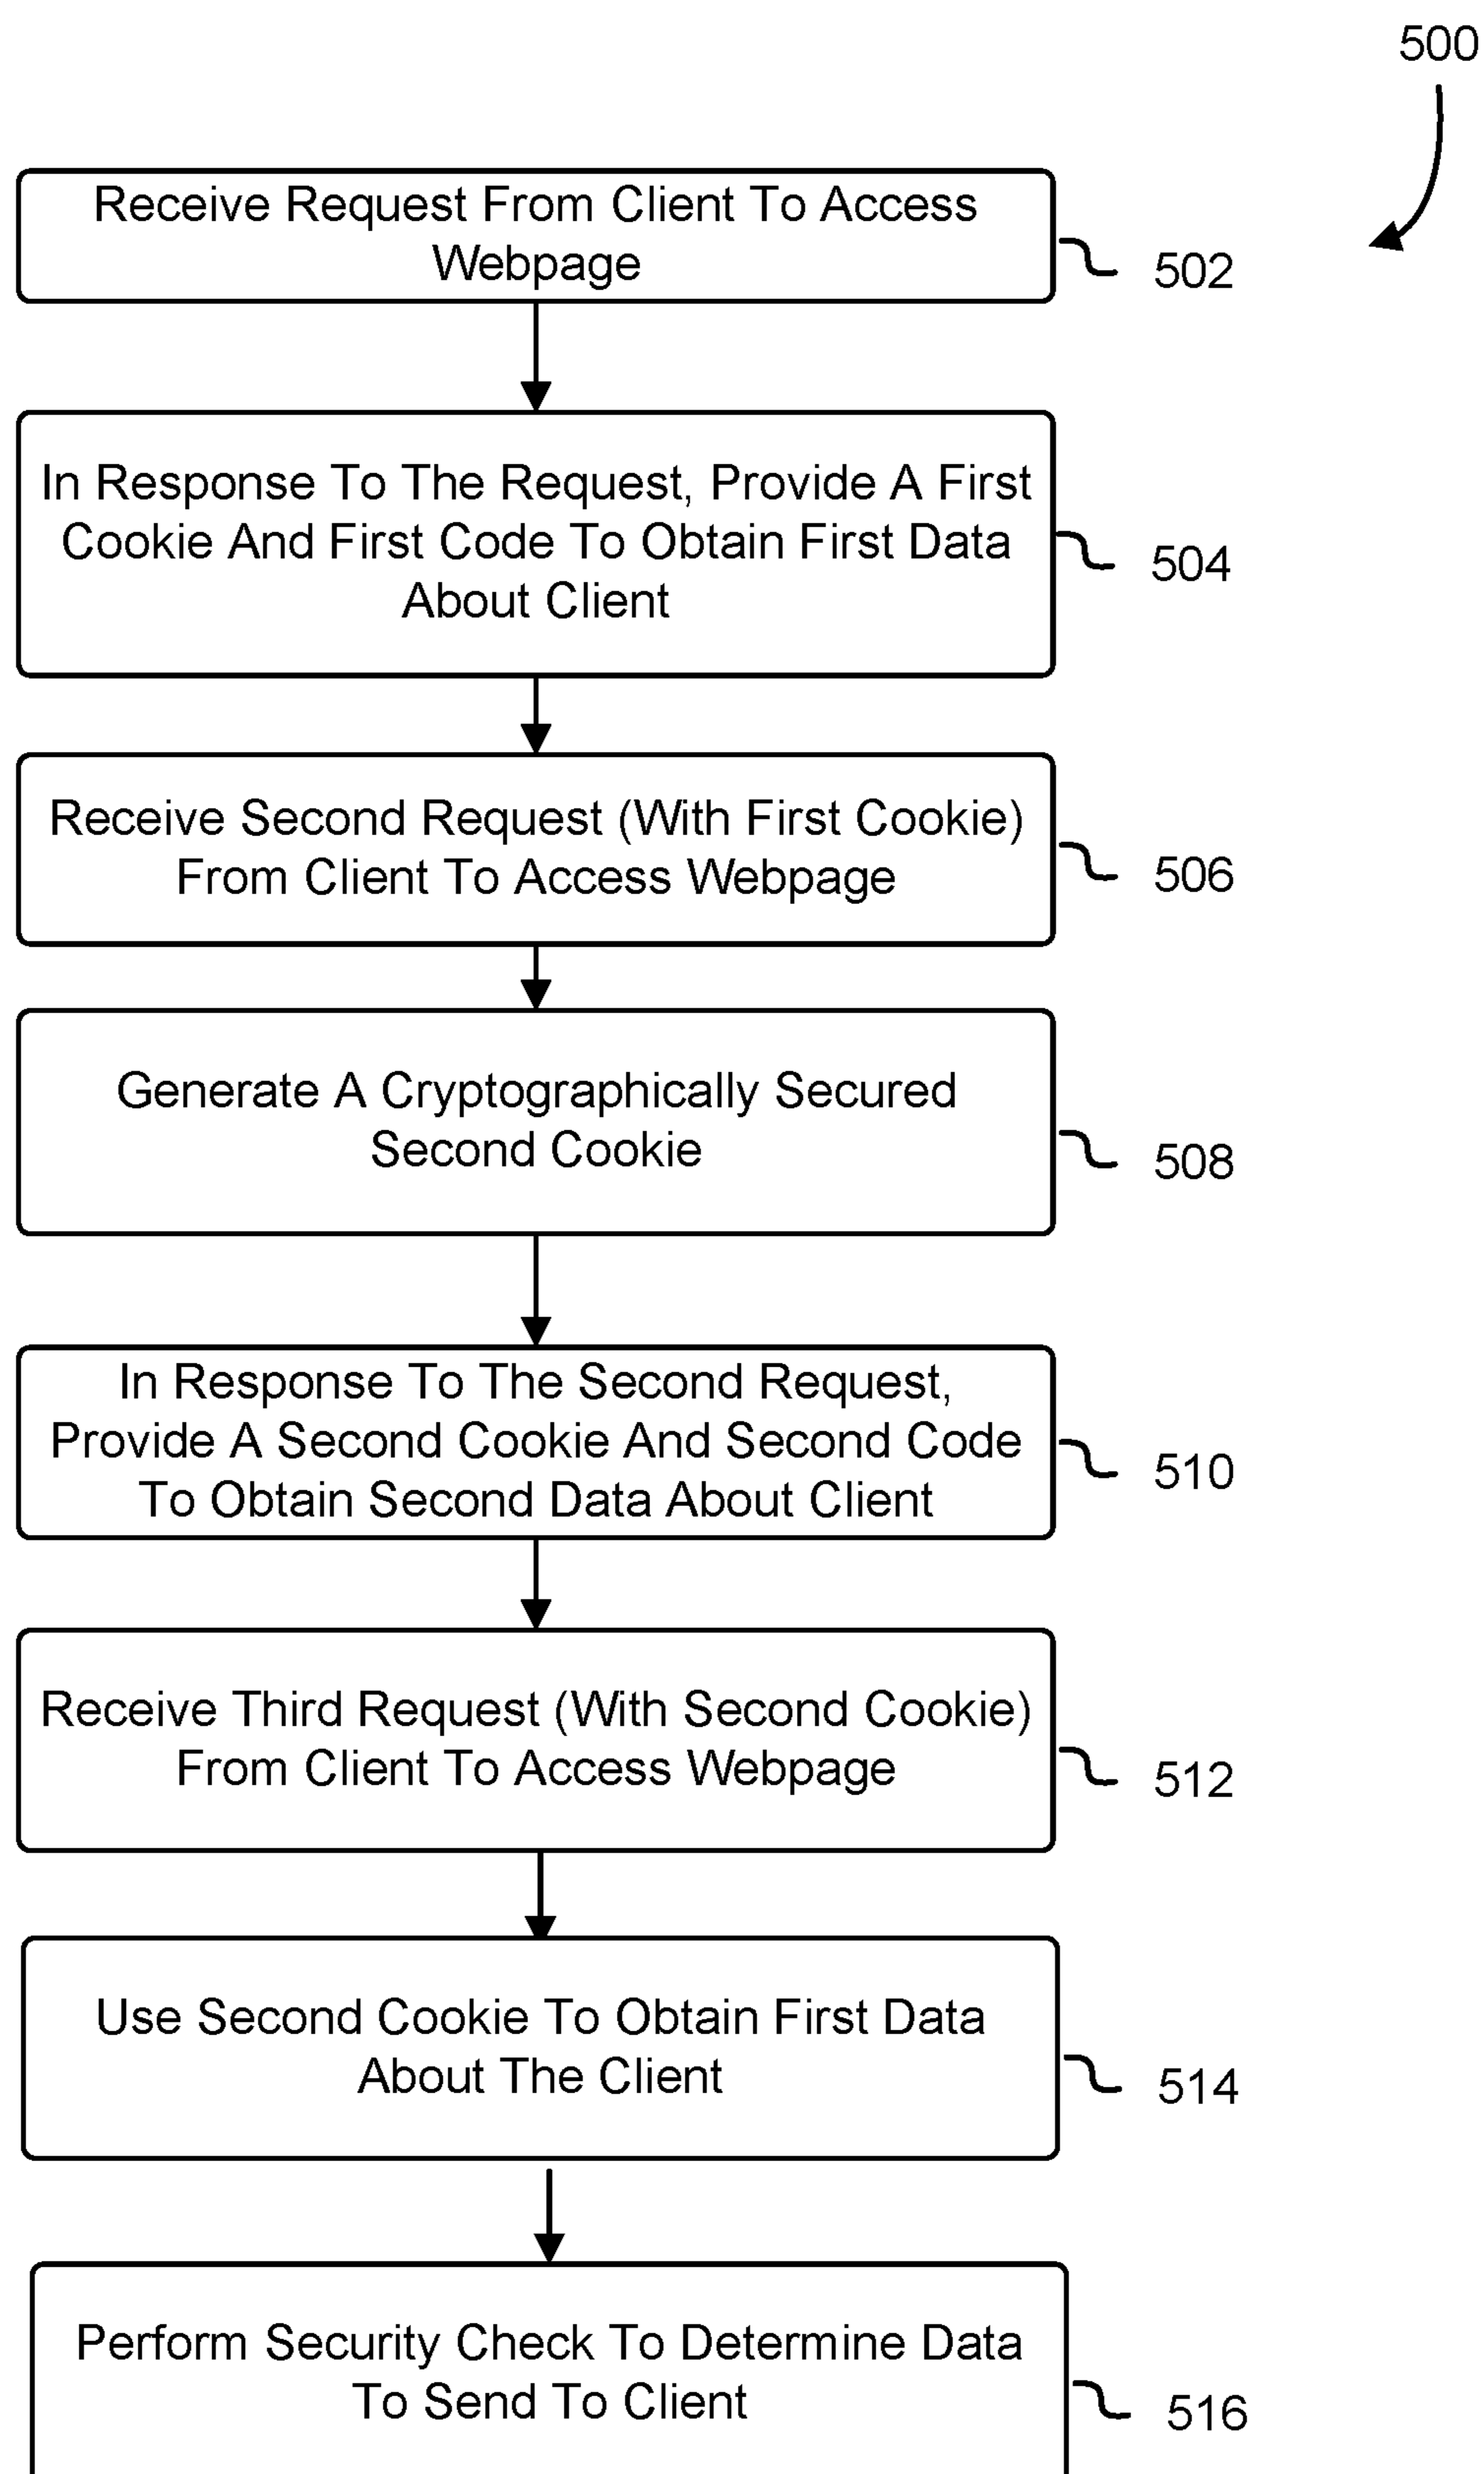 500
Receive Request From Client To Access
Webpage
502
In Response To The Request, Provide A First
Cookie And First Code To Obtain First Data
About Client
504
Receive Second Request (With First Cookie)
From Client To Access Webpage
506
Generate A Cryptographically Secured
Second Cookie
508
In Response To The Second Request,
Provide A Second Cookie And Second Code
To Obtain Second Data About Client
510
Receive Third Request (With Second Cookie)
From Client To Access Webpage
512
Use Second Cookie To Obtain First Data
About The Client
514
Perform Security Check To Determine Data
To Send To Client
516